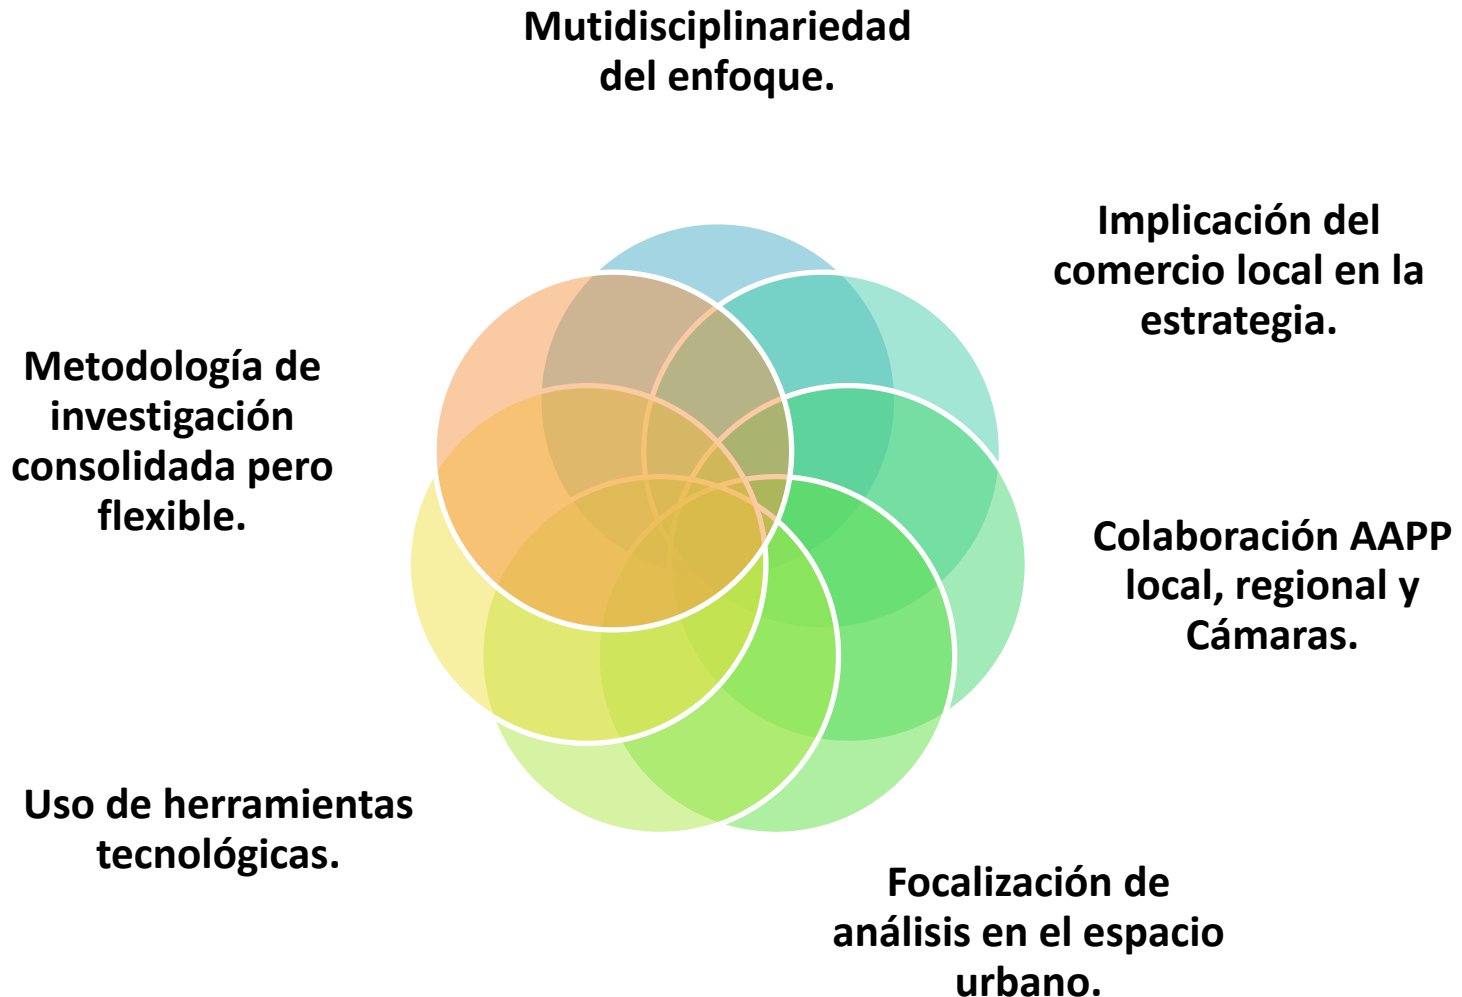 Mutidisciplinariedad
del enfoque.
Implicación del
comercio local en la
estrategia.
Colaboración AAPP
local, regional y
Cámaras.
Focalización de
análisis en el espacio
urbano.
Uso de herramientas
tecnológicas.
Metodología de
investigación
consolidada pero
flexible.